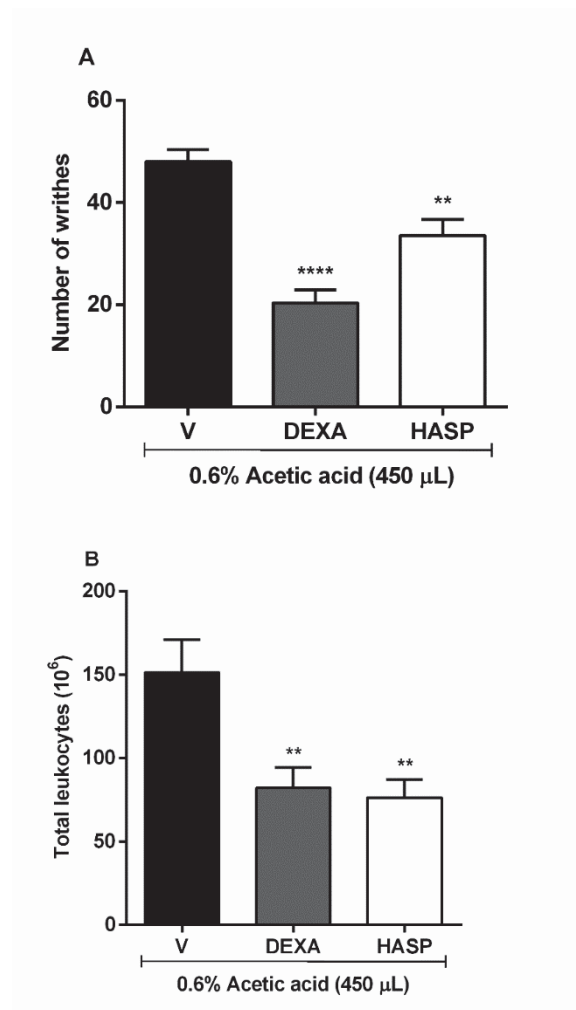 A
Number of writhes
60
40
20
0
**
****
V DEXA HASP
0.6% Acetic acid (450 μL)
B
Total leukocytes (10⁶)
200
150
100
50
0
** **
V DEXA HASP
0.6% Acetic acid (450 μL)